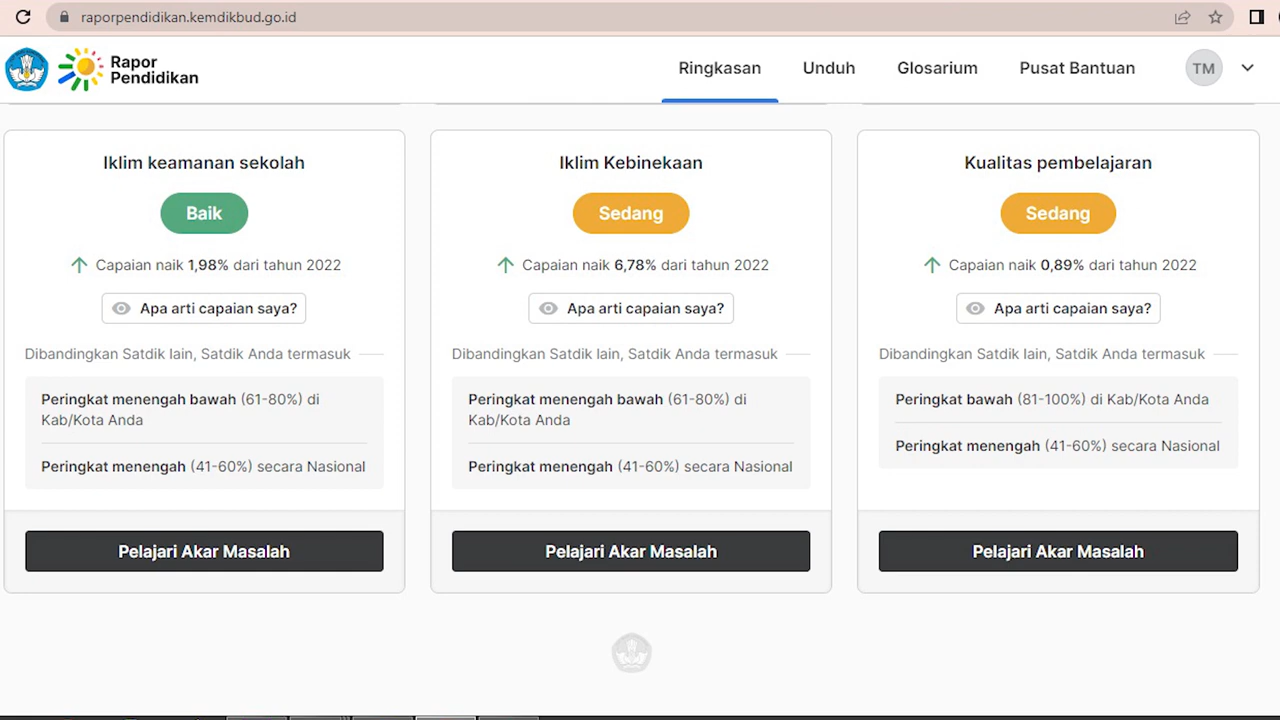 raporpendidikan.kemdikbud.go.id
Rapor
Pendidikan
Ringkasan
Unduh
Glosarium
Pusat Bantuan
TM
Iklim keamanan sekolah
Baik
Capaian naik 1,98% dari tahun 2022
Apa arti capaian saya?
Dibandingkan Satdik lain, Satdik Anda termasuk
Peringkat menengah bawah (61-80%) di
Kab/Kota Anda
Peringkat menengah (41-60%) secara Nasional
Pelajari Akar Masalah
Iklim Kebinekaan
Sedang
Capaian naik 6,78% dari tahun 2022
Apa arti capaian saya?
Dibandingkan Satdik lain, Satdik Anda termasuk
Peringkat menengah bawah (61-80%) di
Kab/Kota Anda
Peringkat menengah (41-60%) secara Nasional
Pelajari Akar Masalah
Kualitas pembelajaran
Sedang
Capaian naik 0,89% dari tahun 2022
Apa arti capaian saya?
Dibandingkan Satdik lain, Satdik Anda termasuk
Peringkat bawah (81-100%) di Kab/Kota Anda
Peringkat menengah (41-60%) secara Nasional
Pelajari Akar Masalah